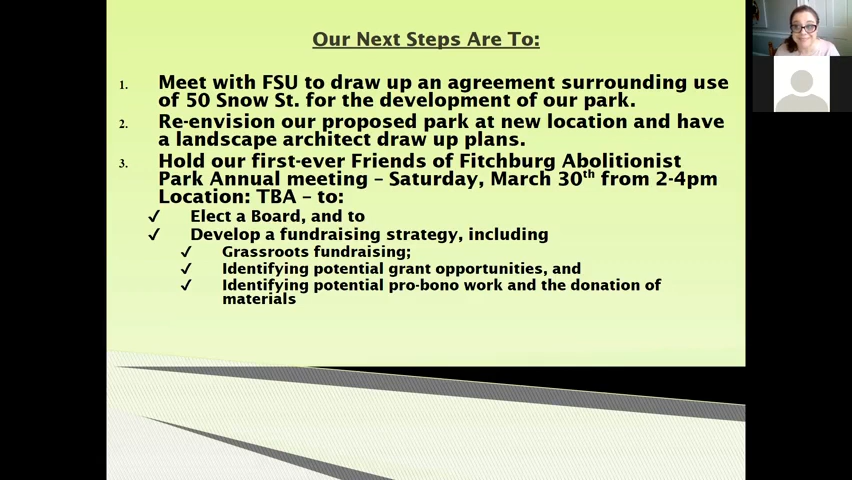 Our Next Steps Are To:
1. Meet with FSU to draw up an agreement surrounding use
of 50 Snow St. for the development of our park.
2. Re-envision our proposed park at new location and have
a landscape architect draw up plans.
3. Hold our first-ever Friends of Fitchburg Abolitionist
Park Annual meeting – Saturday, March 30th from 2-4pm
Location: TBA – to:
✓ Elect a Board, and to
✓ Develop a fundraising strategy, including
✓ Grassroots fundraising;
✓ Identifying potential grant opportunities, and
✓ Identifying potential pro-bono work and the donation of
materials